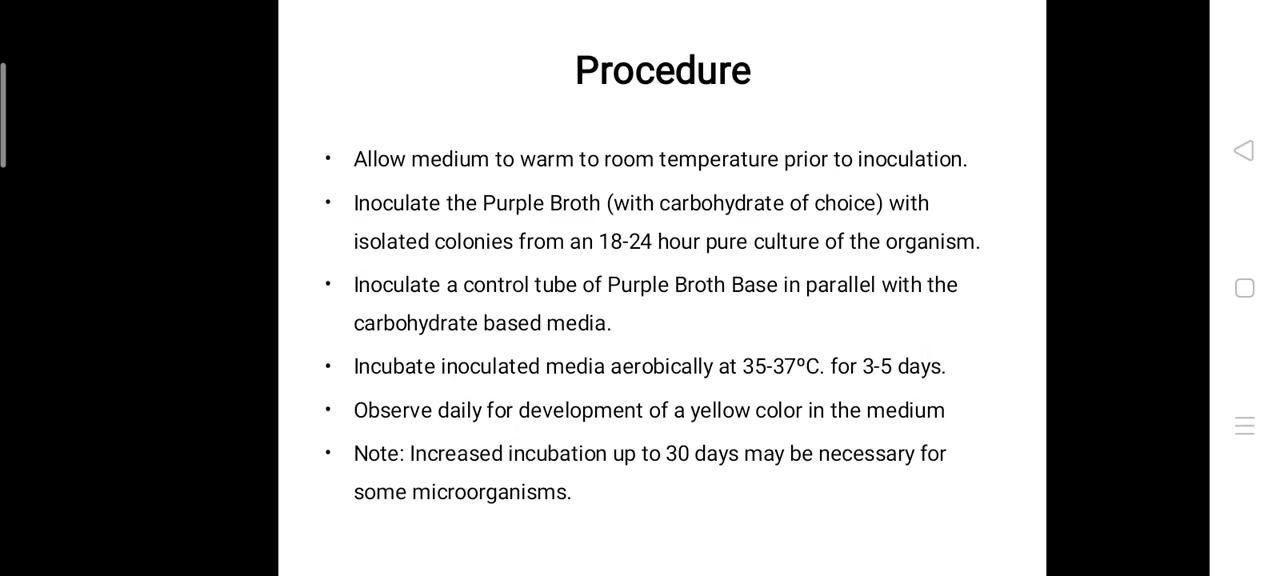 Procedure
• Allow medium to warm to room temperature prior to inoculation.
• Inoculate the Purple Broth (with carbohydrate of choice) with
isolated colonies from an 18-24 hour pure culture of the organism.
• Inoculate a control tube of Purple Broth Base in parallel with the
carbohydrate based media.
• Incubate inoculated media aerobically at 35-37ºC. for 3-5 days.
• Observe daily for development of a yellow color in the medium
• Note: Increased incubation up to 30 days may be necessary for
some microorganisms.